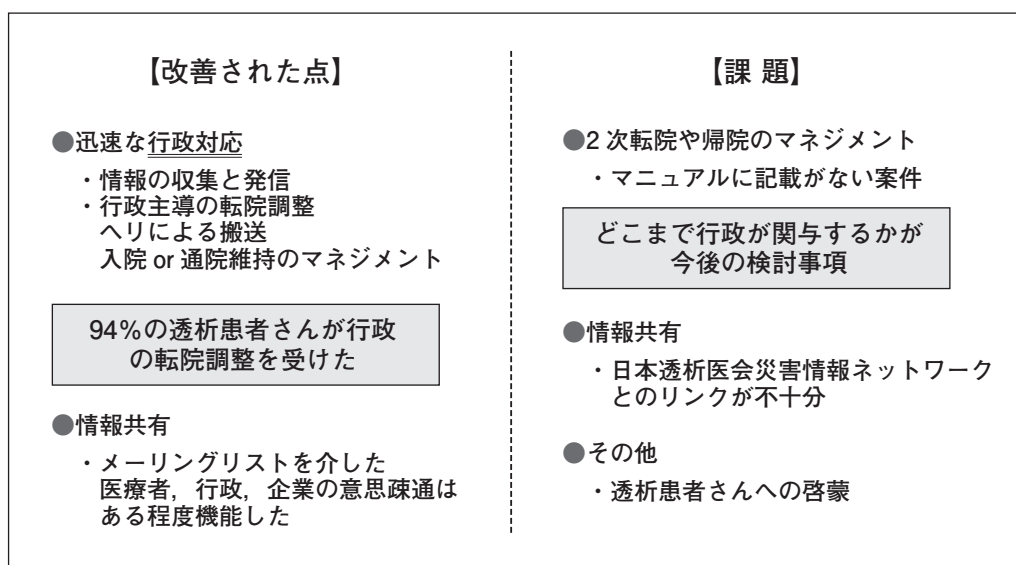 【改善された点】
●迅速な行政対応
・情報の収集と発信
・行政主導の転院調整
ヘリによる搬送
入院 or 通院維持のマネジメント
94%の透析患者さんが行政
の転院調整を受けた
●情報共有
・メーリングリストを介した
医療者，行政，企業の意思疎通は
ある程度機能した
【課 題】
●2 次転院や帰院のマネジメント
・マニュアルに記載がない案件
どこまで行政が関与するかが
今後の検討事項
●情報共有
・日本透析医会災害情報ネットワーク
とのリンクが不十分
●その他
・透析患者さんへの啓蒙